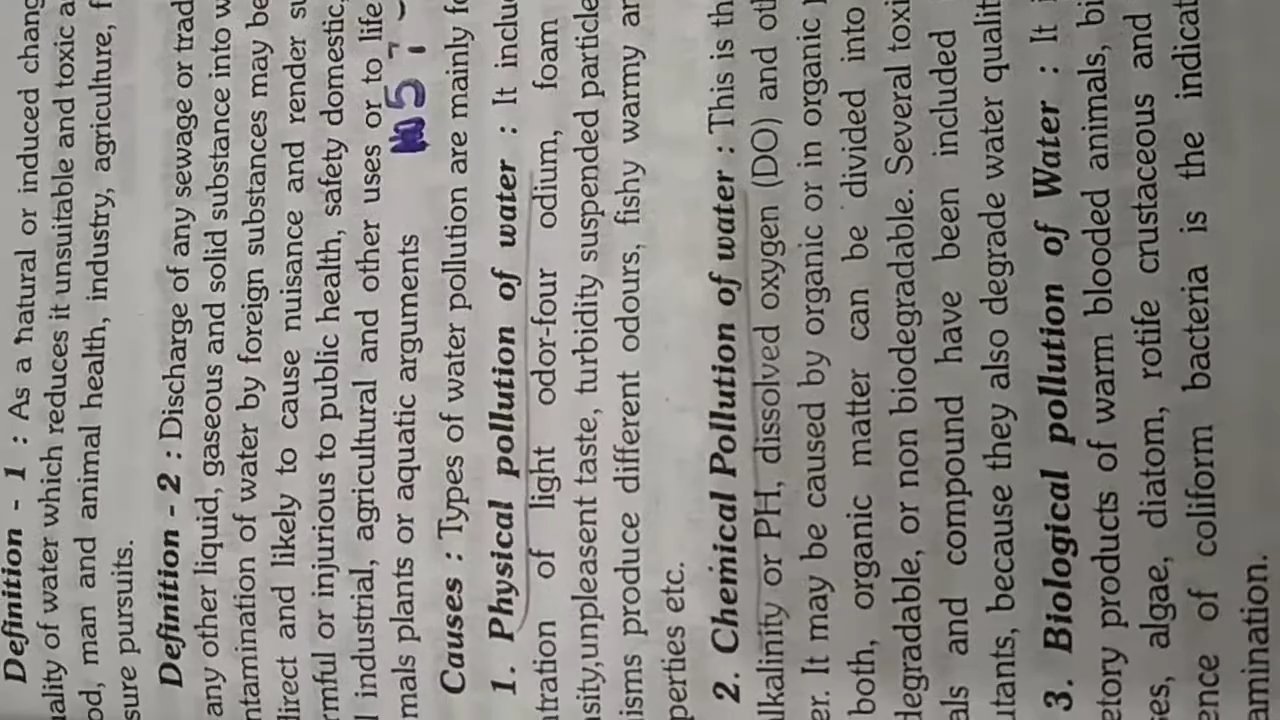 Definition - 1 : As a natural or induced chang
uality of water which reduces it unsuitable and toxic a
od, man and animal health, industry, agriculture, f
sure pursuits.
Definition - 2 : Discharge of any sewage or trad
any other liquid, gaseous and solid substance into w
ntamination of water by foreign substances may be
direct and likely to cause nuisance and render su
rmful or injurious to public health, safety domestic,
l industrial, agricultural and other uses or to life
mals plants or aquatic arguments
5
Causes : Types of water pollution are mainly fo
1. Physical pollution of water : It includ
tration of light odor-four odium, foam
sity,unpleasent taste, turbidity suspended particle
isms produce different odours, fishy warmy an
perties etc.
2. Chemical Pollution of water : This is th
lkalinity or PH, dissolved oxygen (DO) and oth
er. It may be caused by organic or in organic p
both, organic matter can be divided into
degradable, or non biodegradable. Several toxi
als and compound have been included
utants, because they also degrade water qualit
3. Biological pollution of Water : It i
etory products of warm blooded animals, bi
es, algae, diatom, rotife crustaceous and
ence of coliform bacteria is the indicat
amination.